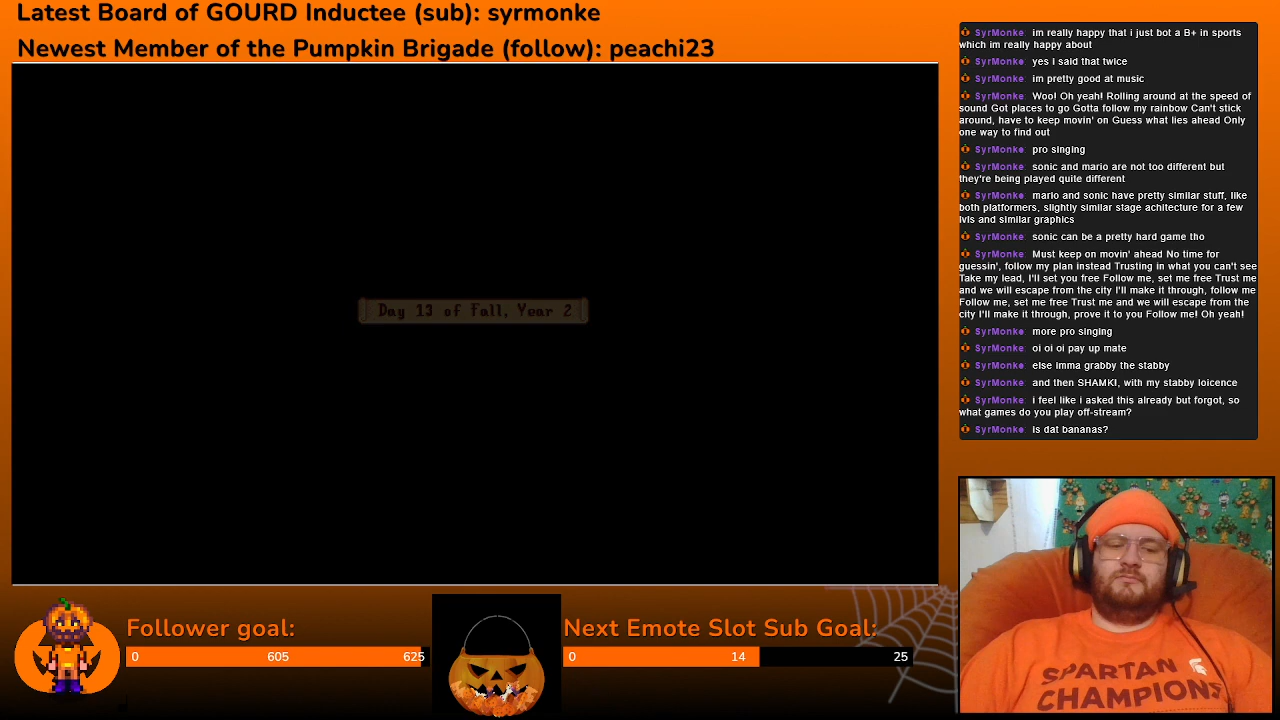 Latest Board of GOURD Inductee (sub): syrmonke
Newest Member of the Pumpkin Brigade (follow): peachi23
Day 13 of Fall, Year 2
SyrMonke im really happy that i just bot a B+ in sports
which im really happy about
SyrMonke yes I said that twice
SyrMonke im pretty good at music
SyrMonke Woo! Oh yeah! Rolling around at the speed of
sound Got places to go Gotta follow my rainbow Can't stick
around, have to keep movin' on Guess what lies ahead Only
one way to find out
SyrMonke pro singing
SyrMonke sonic and mario are not too different but
they're being played quite different
SyrMonke mario and sonic have pretty similar stuff, like
both platformers, slightly similar stage achitecture for a few
lvls and similar graphics
SyrMonke sonic can be a pretty hard game tho
SyrMonke Must keep on movin' ahead No time for
guessin', follow my plan instead Trusting in what you can't see
Take my lead, I'll set you free Follow me, set me free Trust me
and we will escape from the city I'll make it through, follow me
Follow me, set me free Trust me and we will escape from the
city I'll make it through, prove it to you Follow me! Oh yeah!
SyrMonke more pro singing
SyrMonke oi oi oi pay up mate
SyrMonke else Imma grabby the stabby
SyrMonke and then SHAMKI, with my stabby loicence
SyrMonke i feel like i asked this already but forgot, so
what games do you play off-stream?
SyrMonke Is dat bananas?
Follower goal:
0 605 625
Next Emote Slot Sub Goal:
0 14 25
SPARTAN
CHAMPIONS